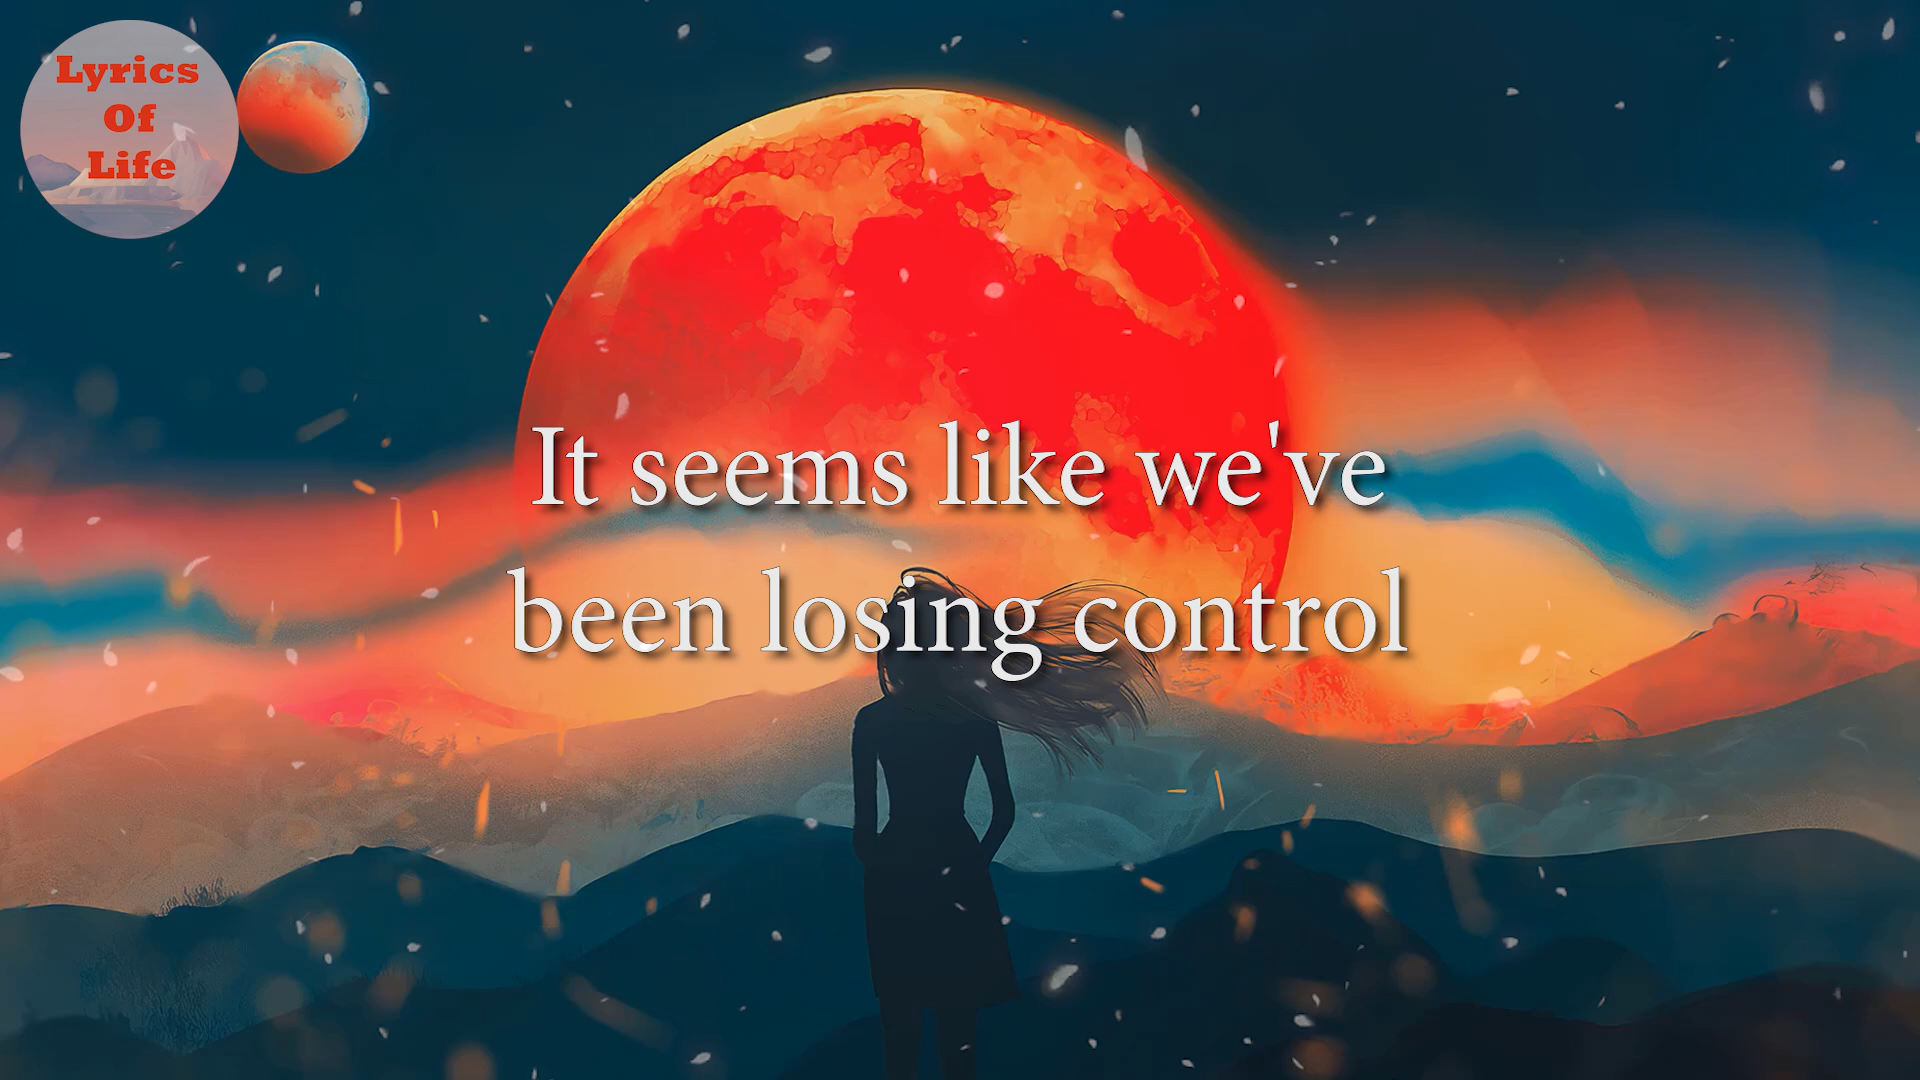 Lyrics
Of
Life
It seems like we've
been losing control